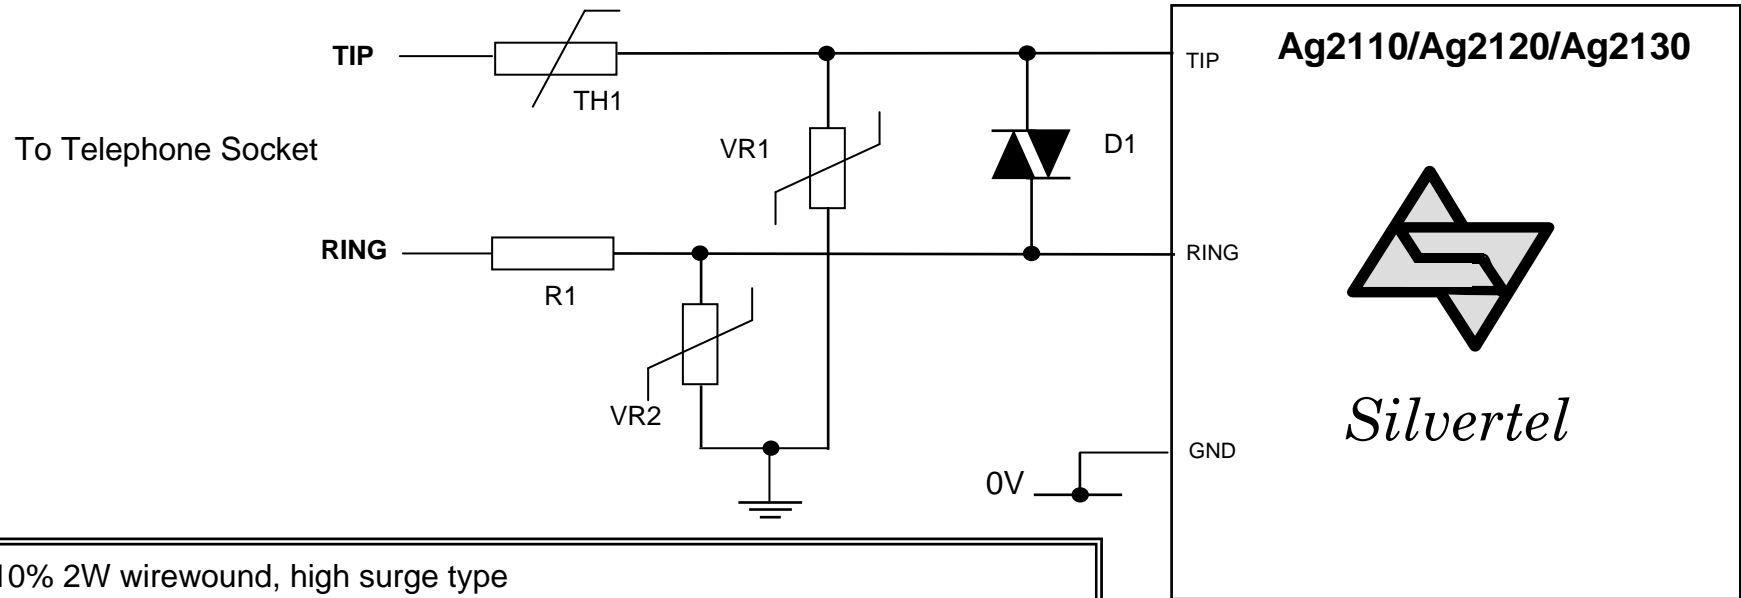 Ag2110/Ag2120/Ag2130
TIP
TIP
TH1
To Telephone Socket
VR1
D1
RING
RING
R1
VR2
Silvertel
GND
0V
10% 2W wirewound, high surge type